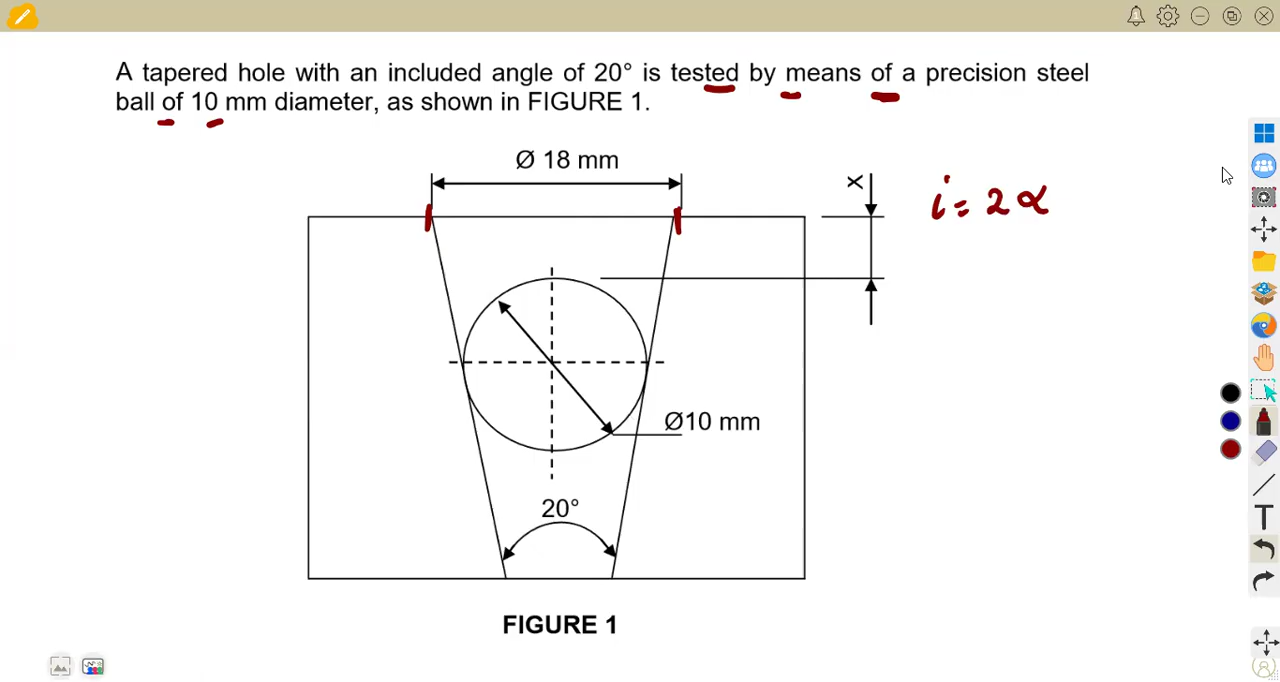 A tapered hole with an included angle of 20° is tested by means of a precision steel
ball of 10 mm diameter, as shown in FIGURE 1.
Ø 18 mm
x
i = 2α
Ø10 mm
20°
FIGURE 1
T